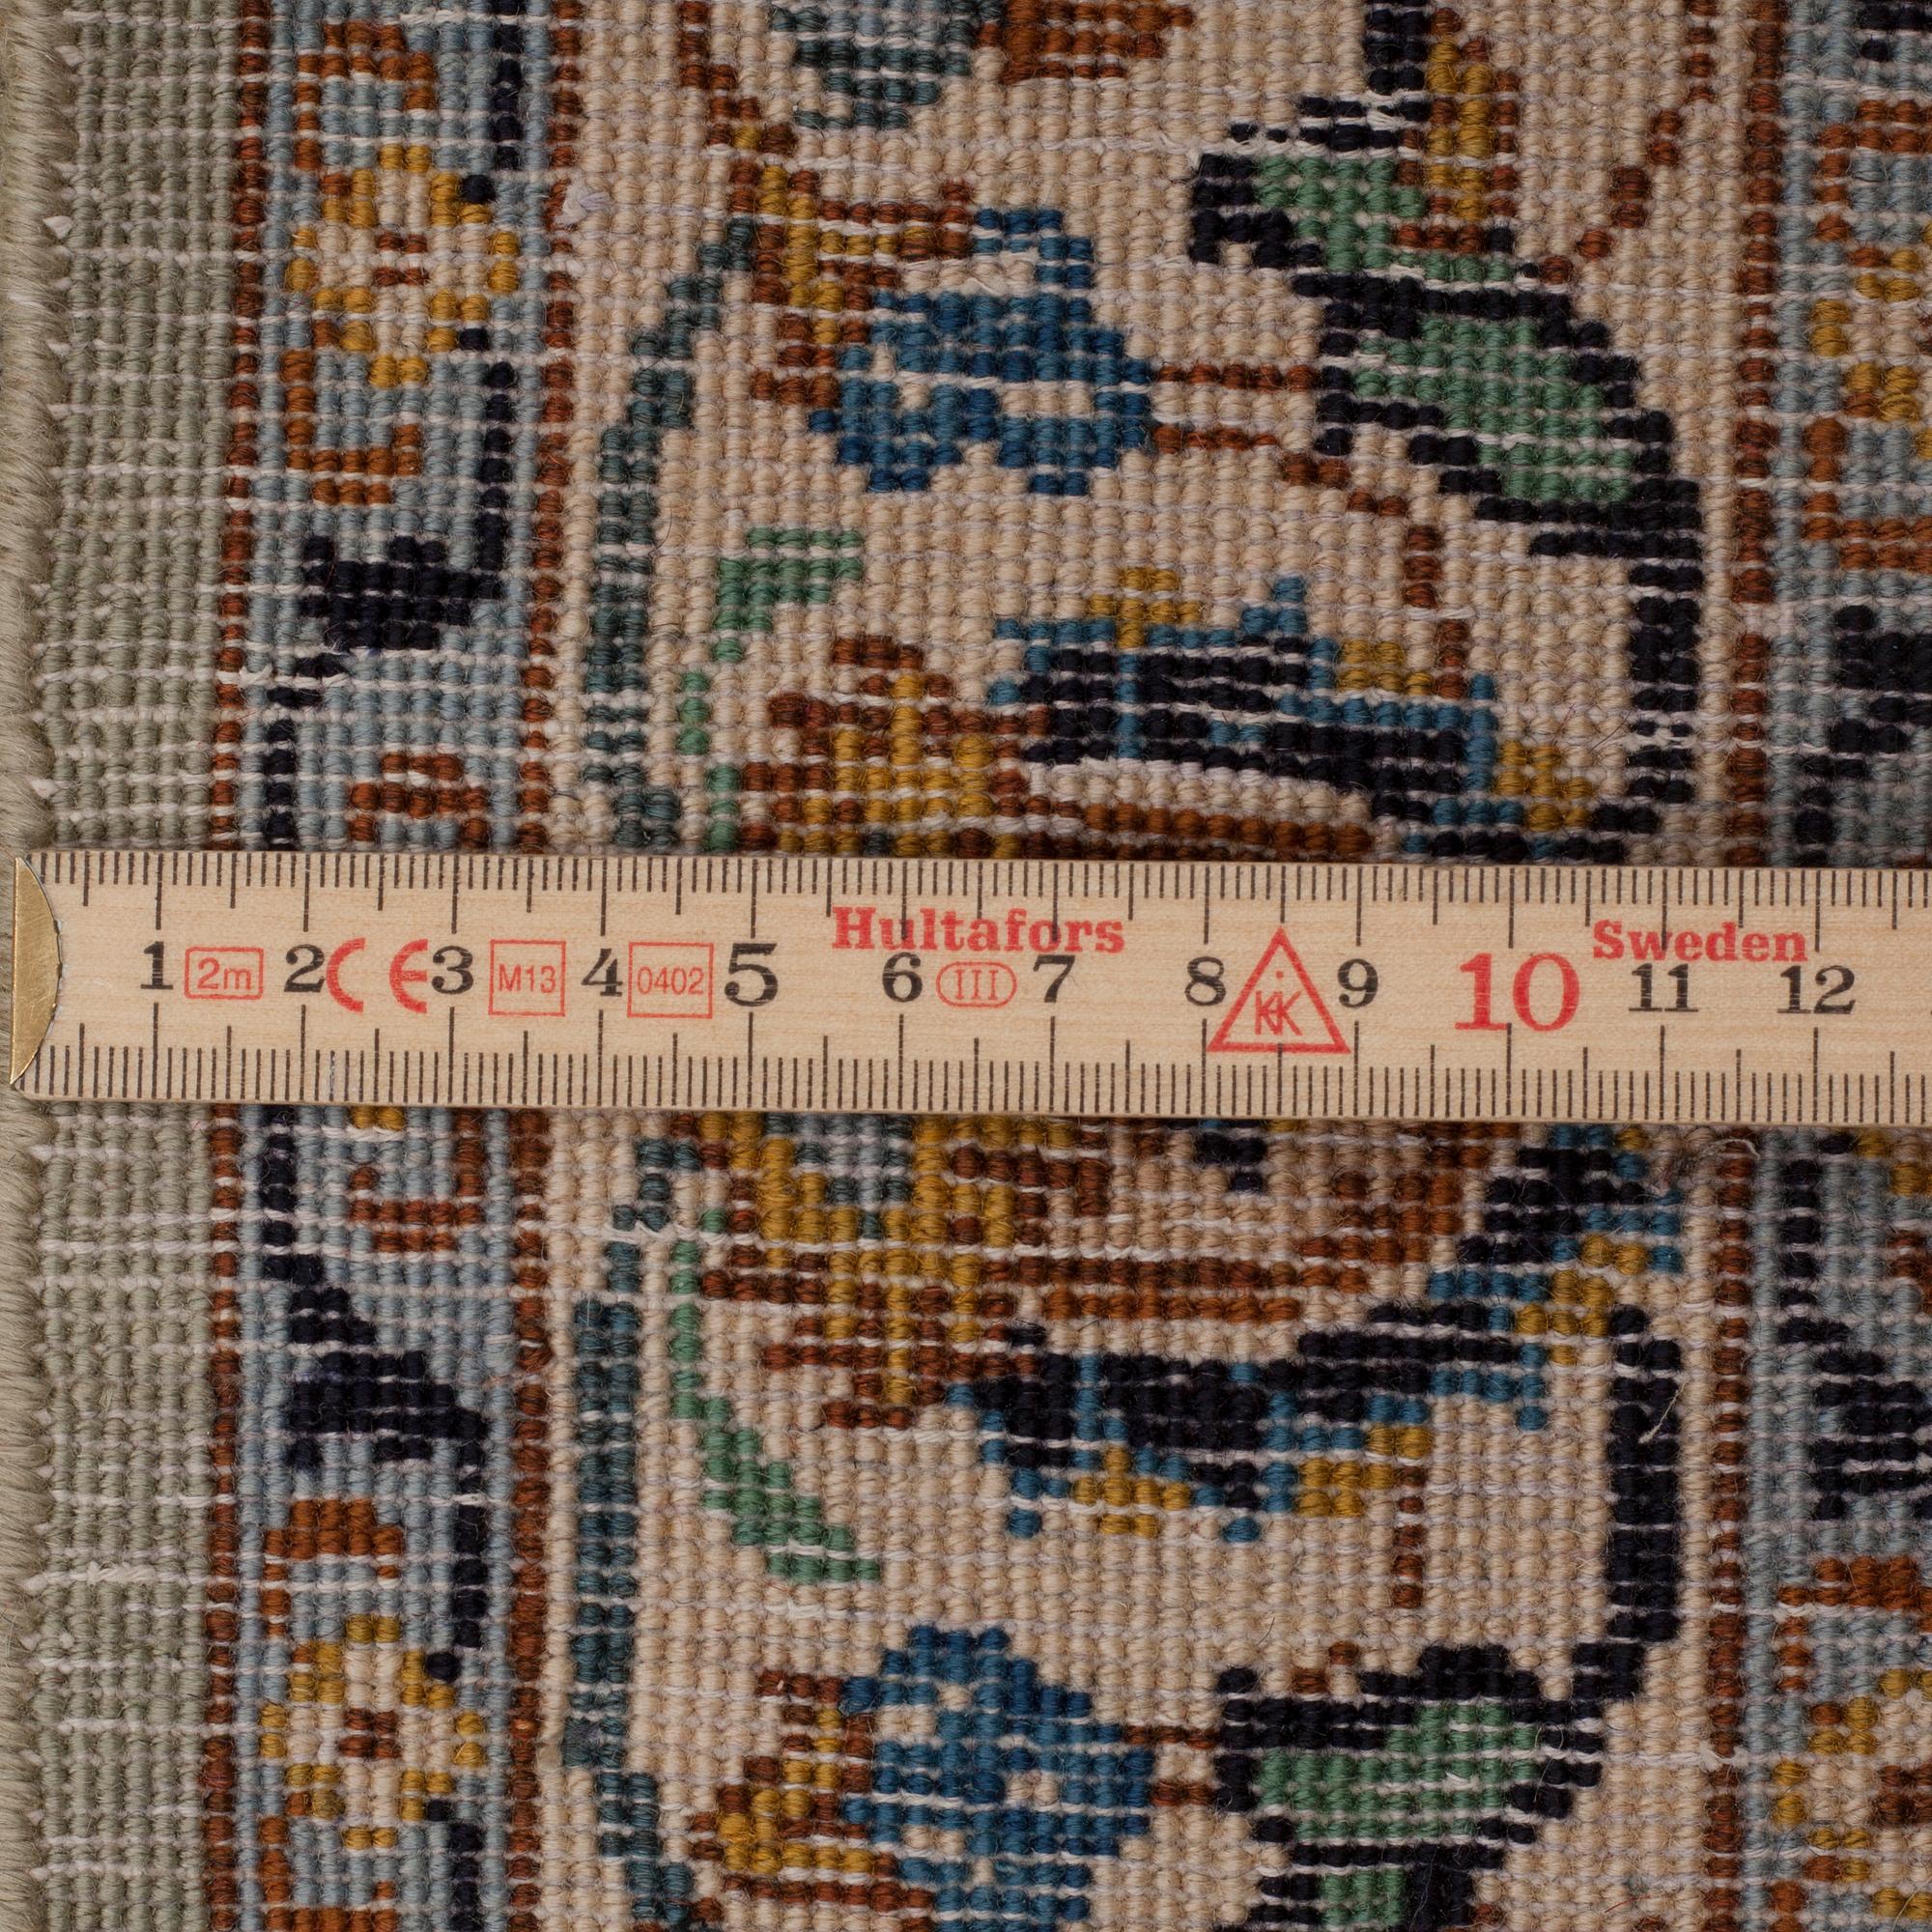 Hultafors Sweden
1 2m 2 CE 3 M13 4 0402 5 6 III 7 8 KK 9 10 11 12